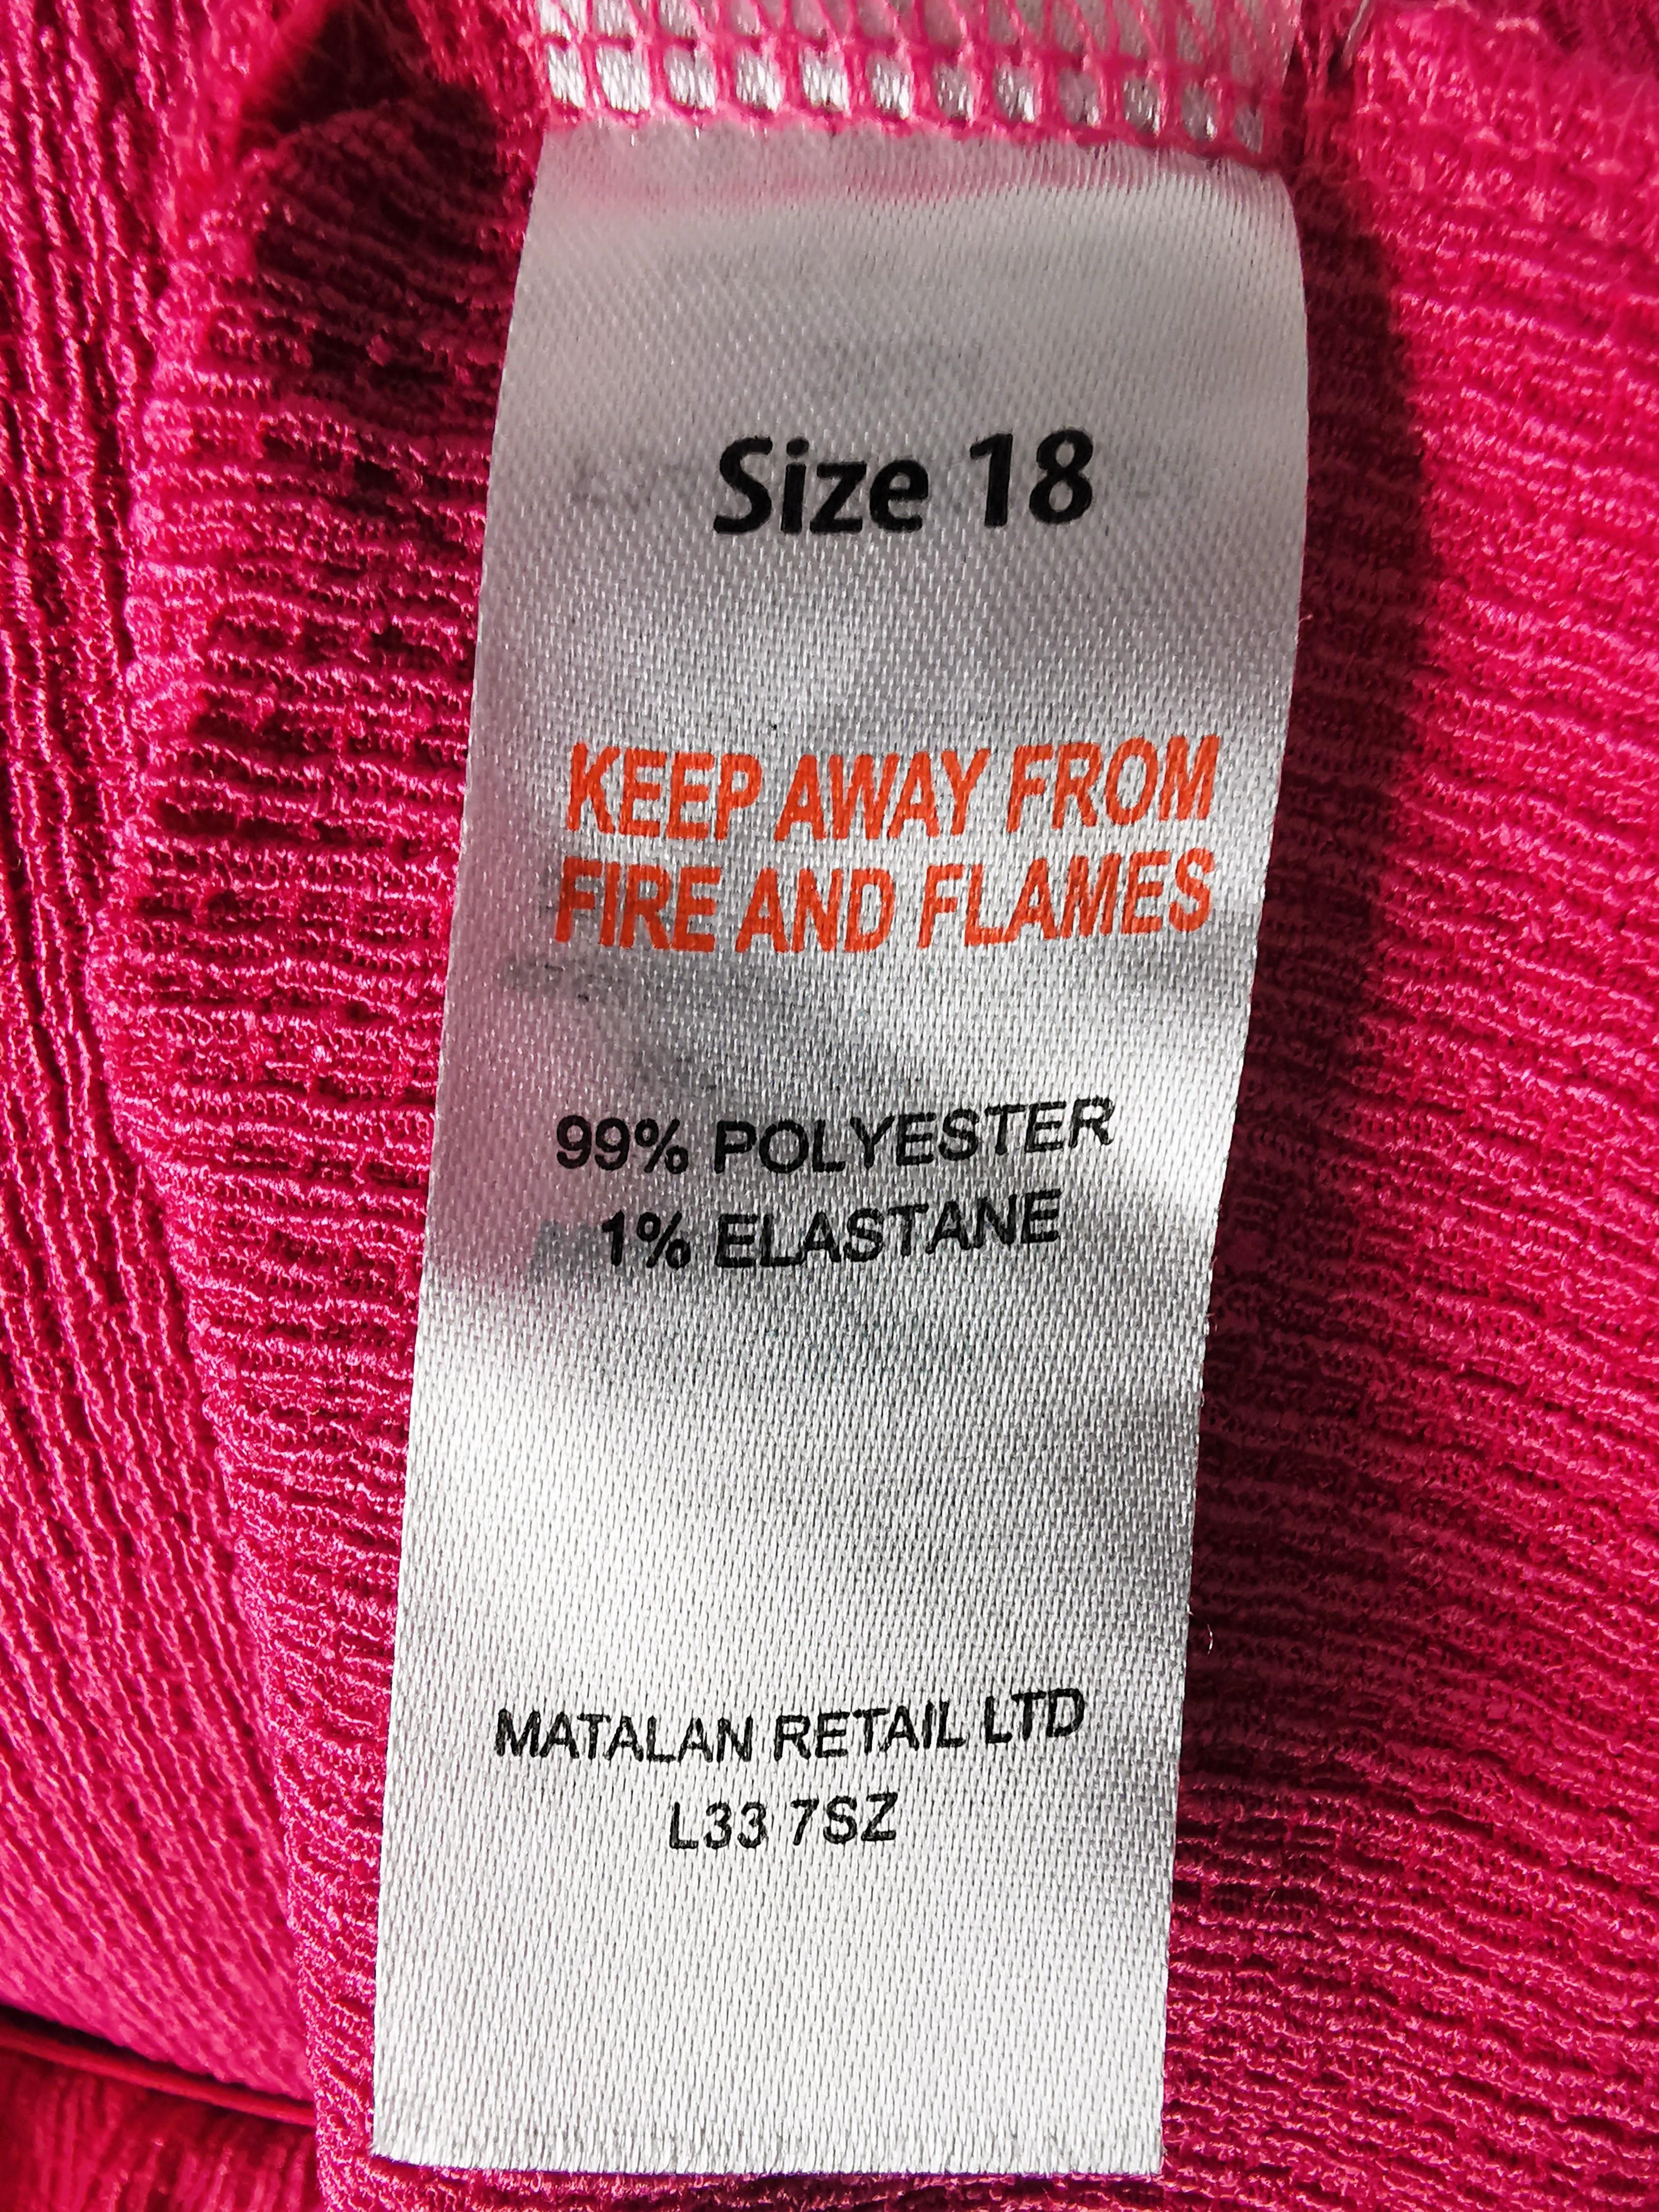 Size 18
KEEP AWAY FROM
FIRE AND FLAMES
99% POLYESTER
1% ELASTANE
MATALAN RETAIL LTD
L33 7SZ